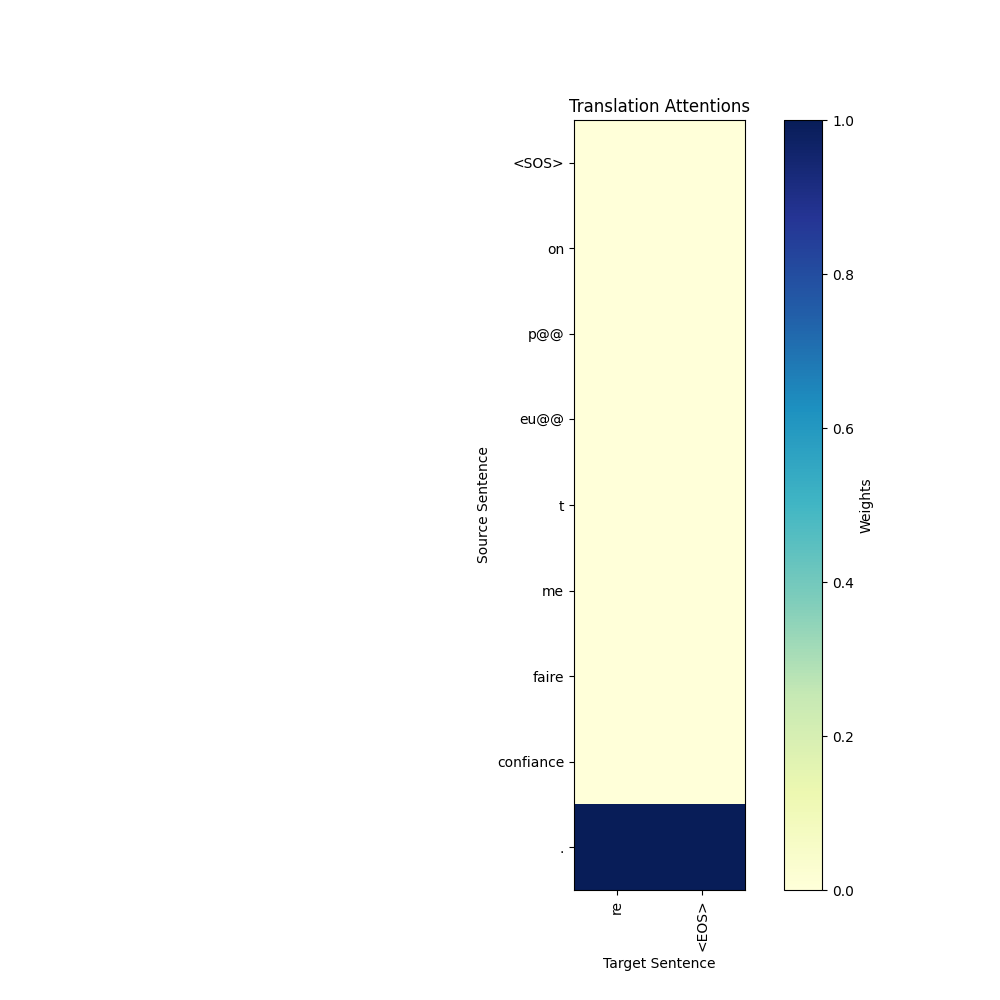 Translation Attentions
<SOS>
on
p@@
eu@@
t
me
faire
confiance
.
Source Sentence
re
<EOS>
Target Sentence
1.0
0.8
0.6
0.4
0.2
0.0
Weights